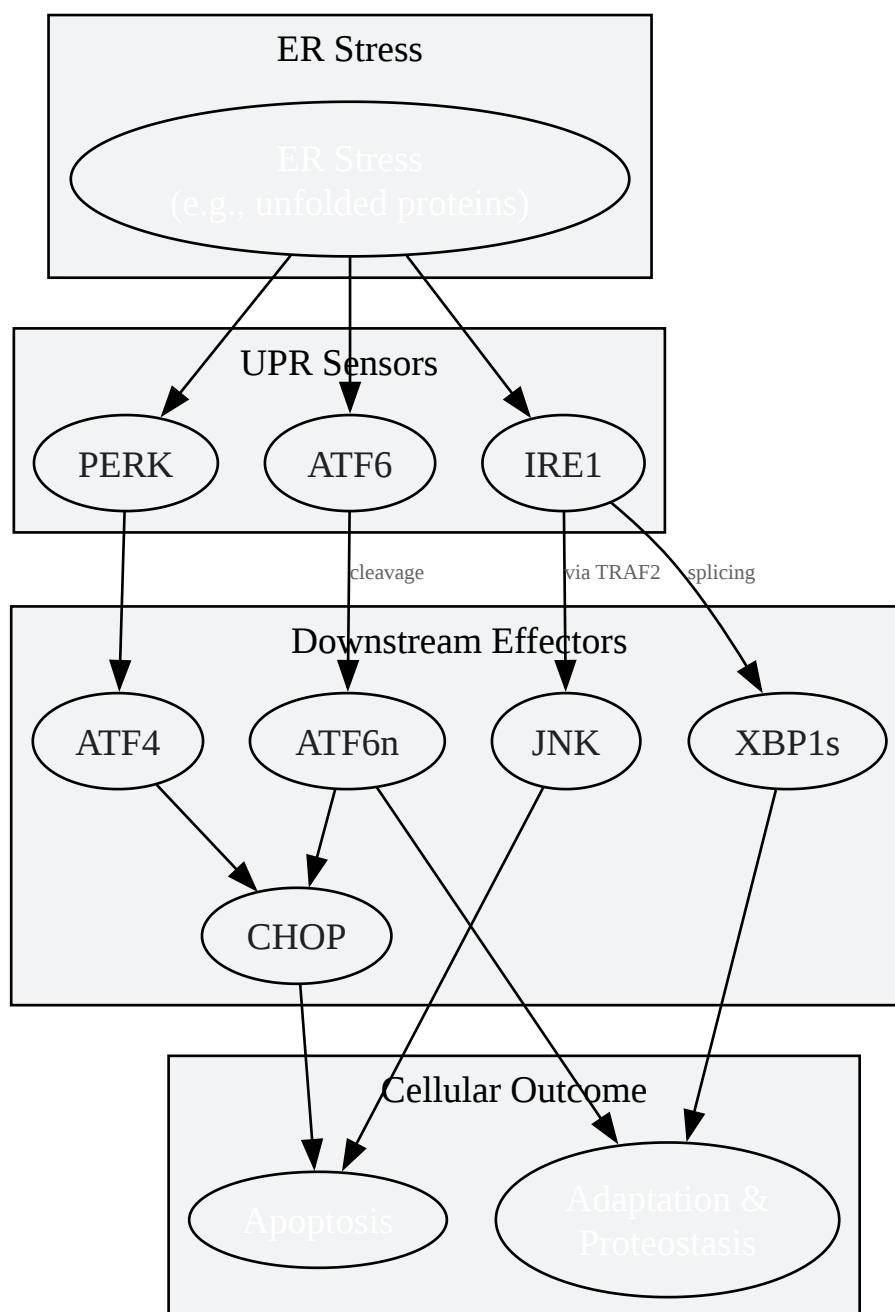 ER Stress
ER Stress
(e.g., unfolded proteins)
UPR Sensors
PERK
ATF6
IRE1
cleavage
via TRAF2
splicing
Downstream Effectors
ATF4
ATF6n
JNK
XBP1s
CHOP
Cellular Outcome
Apoptosis
Adaptation &
Proteostasis